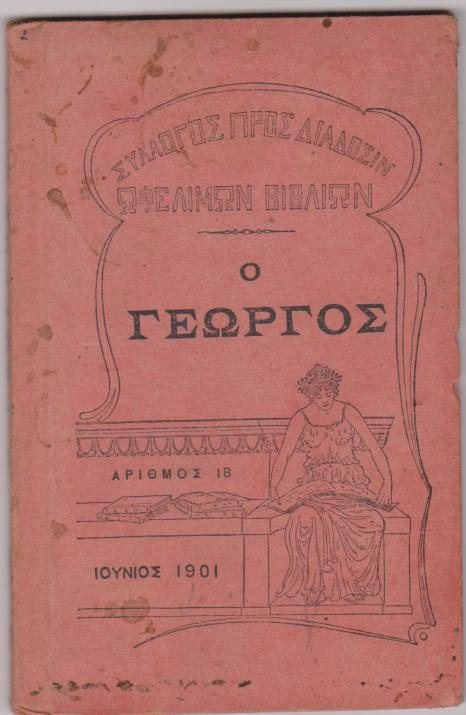 ΣΥΛΛΟΓΟΣ ΠΡΟΣ ΔΙΑΔΟΣΙΝ
ΩΦΕΛΙΜΩΝ ΒΙΒΛΙΩΝ
Ο
ΓΕΩΡΓΟΣ
ΑΡΙΘΜΟΣ 18
ΙΟΥΝΙΟΣ 1901